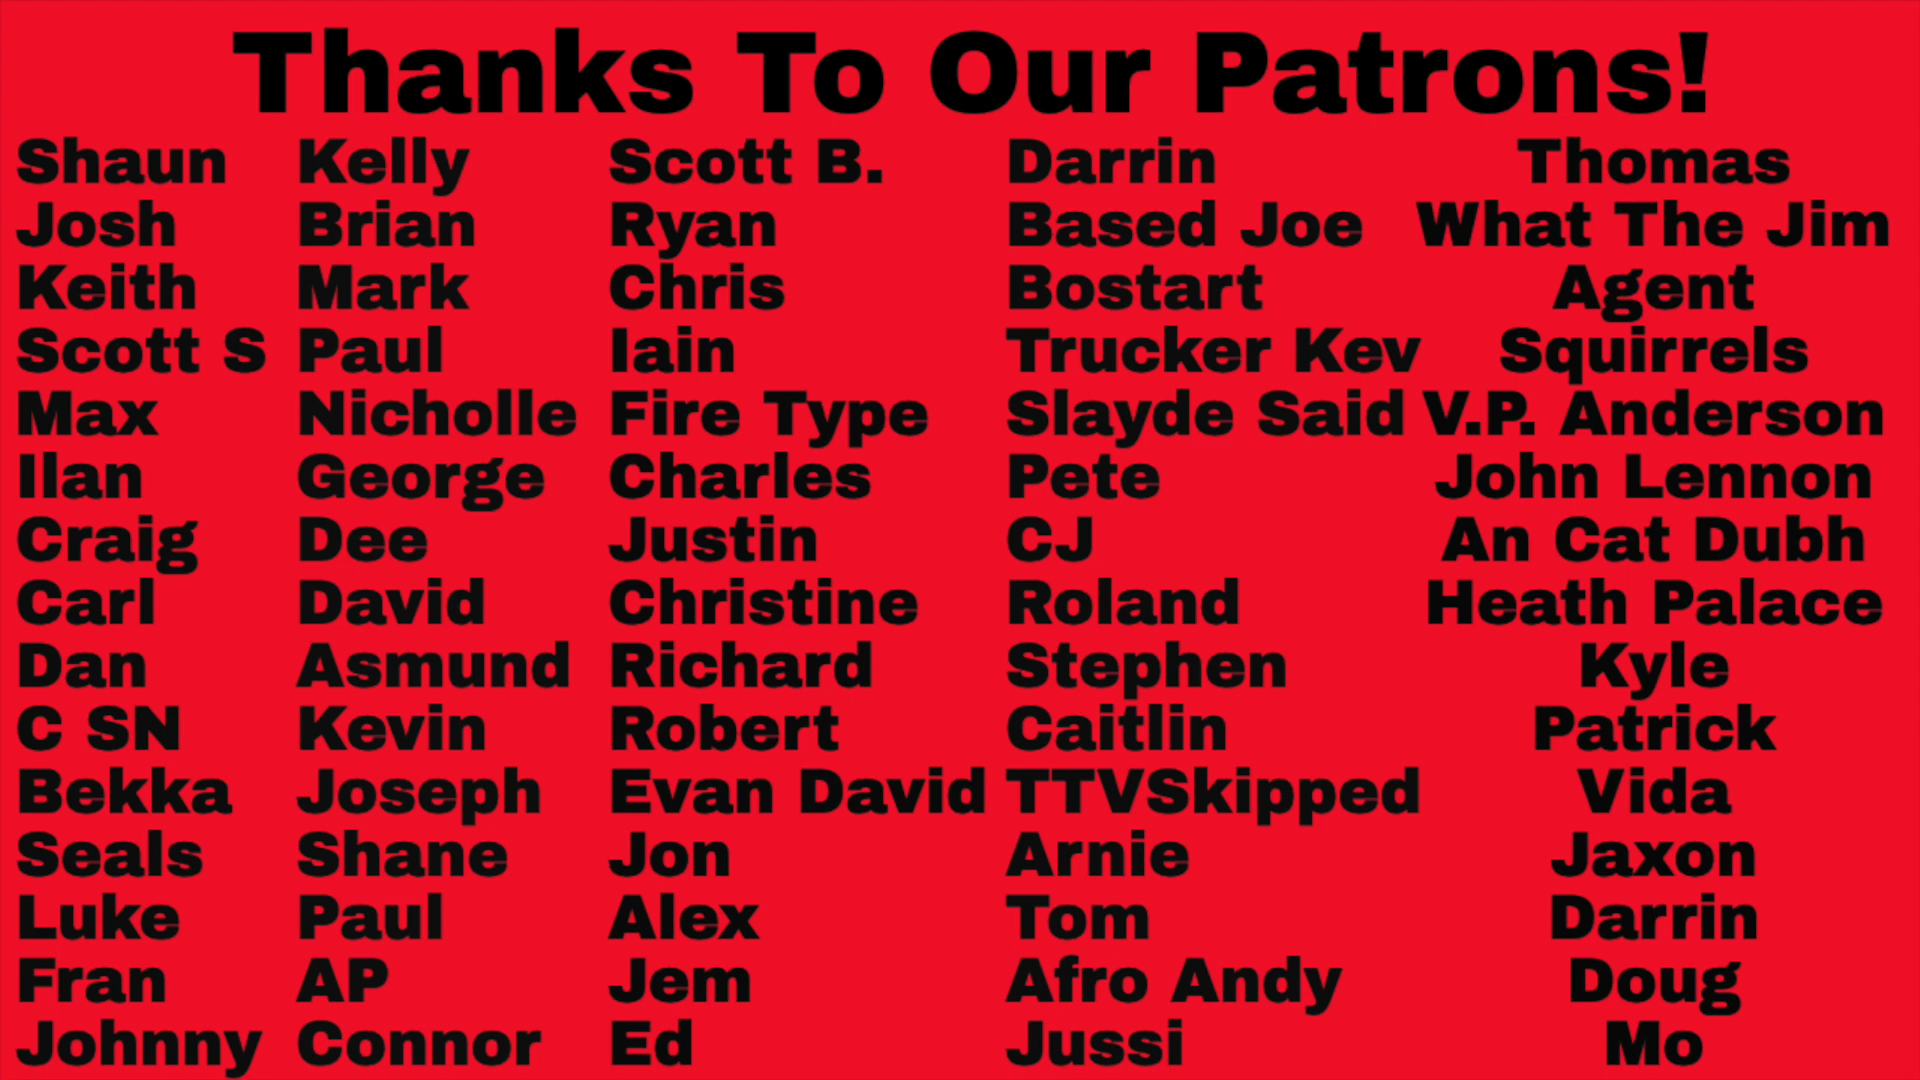 Thanks To Our Patrons!
Shaun
Josh
Keith
Scott S
Max
Ilan
Craig
Carl
Dan
C SN
Bekka
Seals
Luke
Fran
Johnny
Kelly
Brian
Mark
Paul
Nicholle
George
Dee
David
Asmund
Kevin
Joseph
Shane
Paul
AP
Connor
Scott B.
Ryan
Chris
Iain
Fire Type
Charles
Justin
Christine
Richard
Robert
Evan David
Jon
Alex
Jem
Ed
Darrin
Based Joe
Bostart
Trucker Kev
Slayde Said
Pete
CJ
Roland
Stephen
Caitlin
TTVSkipped
Arnie
Tom
Afro Andy
Jussi
Thomas
What The Jim
Agent
Squirrels
V.P. Anderson
John Lennon
An Cat Dubh
Heath Palace
Kyle
Patrick
Vida
Jaxon
Darrin
Doug
Mo